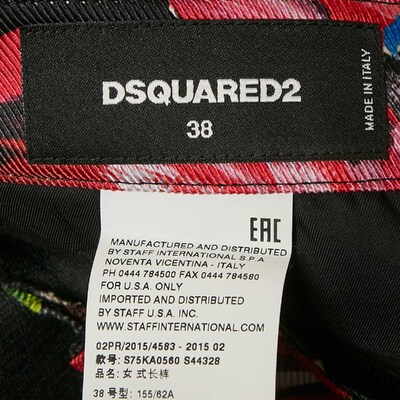 DSQUARED2
38
MADE IN ITALY
EAC
MANUFACTURED AND DISTRIBUTED
BY STAFF INTERNATIONAL S.P.A
NOVENTA VICENTINA - ITALY
PH 0444 784500 FAX 0444 784580
FOR U.S.A. ONLY
IMPORTED AND DISTRIBUTED
BY STAFF U.S.A. INC.
WWW.STAFFINTERNATIONAL.COM
02PR/2015/4583 - 2015 02
款号: S75KA0560 S44328
品名: 女 式长裤
38 号型: 155/62A